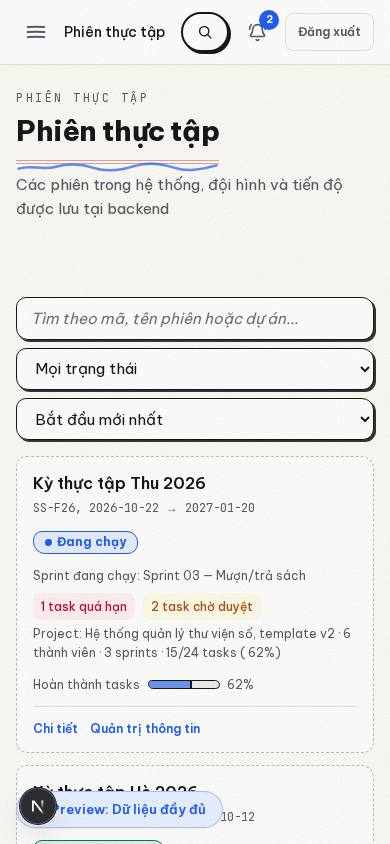 Phiên thực tập
2
Đăng xuất
PHIÊN THỰC TẬP
Phiên thực tập
Các phiên trong hệ thống, đội hình và tiến độ
được lưu tại backend
Tìm theo mã, tên phiên hoặc dự án...
Mọi trạng thái
Bắt đầu mới nhất
Kỳ thực tập Thu 2026
SS-F26, 2026-10-22 → 2027-01-20
Đang chạy
Sprint đang chạy: Sprint 03 — Mượn/trả sách
1 task quá hạn
2 task chờ duyệt
Project: Hệ thống quản lý thư viện số, template v2 · 6
thành viên · 3 sprints · 15/24 tasks ( 62%)
Hoàn thành tasks 62%
Chi tiết Quản trị thông tin
N
Preview: Dữ liệu đầy đủ
10-12